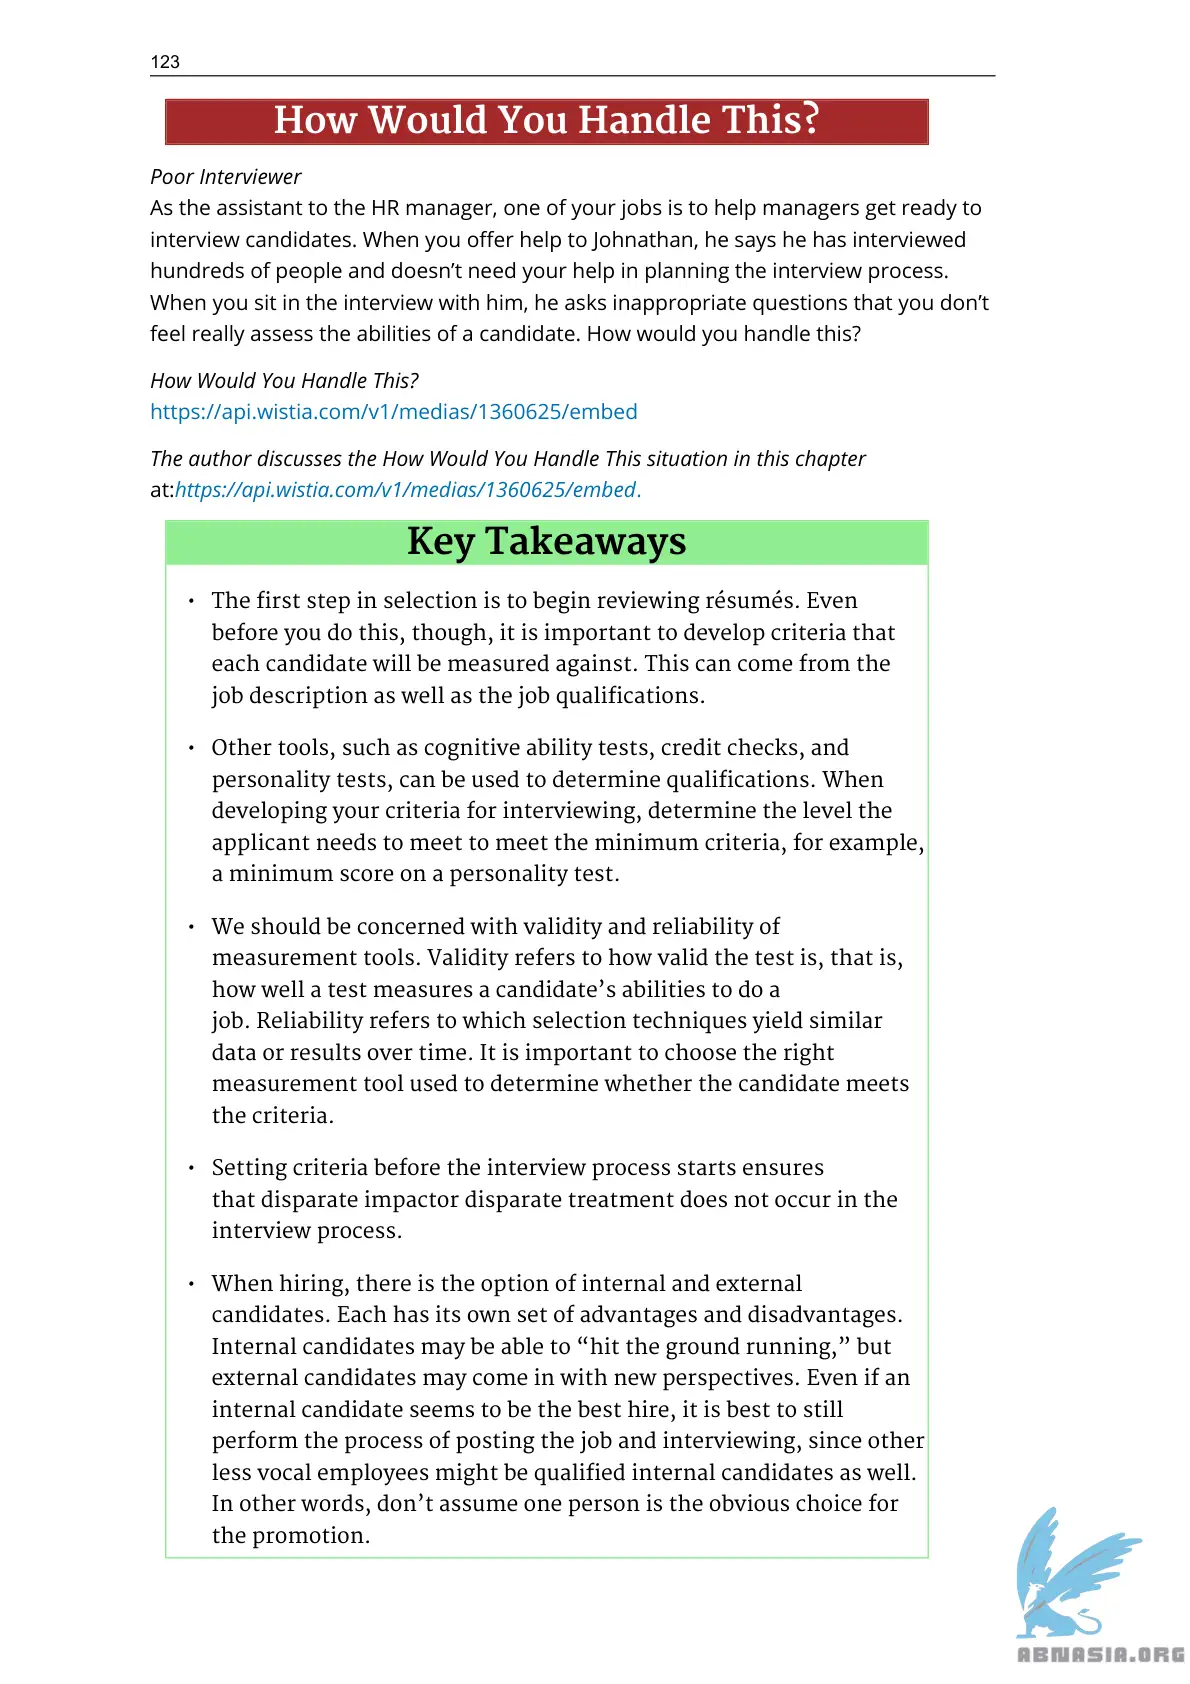 123
How Would You Handle This?
Poor Interviewer
As the assistant to the HR manager, one of your jobs is to help managers get ready to
interview candidates. When you offer help to Johnathan, he says he has interviewed
hundreds of people and doesn’t need your help in planning the interview process.
When you sit in the interview with him, he asks inappropriate questions that you don’t
feel really assess the abilities of a candidate. How would you handle this?
How Would You Handle This?
https://api.wistia.com/v1/medias/1360625/embed
The author discusses the How Would You Handle This situation in this chapter
at:https://api.wistia.com/v1/medias/1360625/embed.
Key Takeaways
• The first step in selection is to begin reviewing résumés. Even
before you do this, though, it is important to develop criteria that
each candidate will be measured against. This can come from the
job description as well as the job qualifications.
• Other tools, such as cognitive ability tests, credit checks, and
personality tests, can be used to determine qualifications. When
developing your criteria for interviewing, determine the level the
applicant needs to meet to meet the minimum criteria, for example,
a minimum score on a personality test.
• We should be concerned with validity and reliability of
measurement tools. Validity refers to how valid the test is, that is,
how well a test measures a candidate’s abilities to do a
job. Reliability refers to which selection techniques yield similar
data or results over time. It is important to choose the right
measurement tool used to determine whether the candidate meets
the criteria.
• Setting criteria before the interview process starts ensures
that disparate impactor disparate treatment does not occur in the
interview process.
• When hiring, there is the option of internal and external
candidates. Each has its own set of advantages and disadvantages.
Internal candidates may be able to “hit the ground running,” but
external candidates may come in with new perspectives. Even if an
internal candidate seems to be the best hire, it is best to still
perform the process of posting the job and interviewing, since other
less vocal employees might be qualified internal candidates as well.
In other words, don’t assume one person is the obvious choice for
the promotion.
ABNASIA.ORG